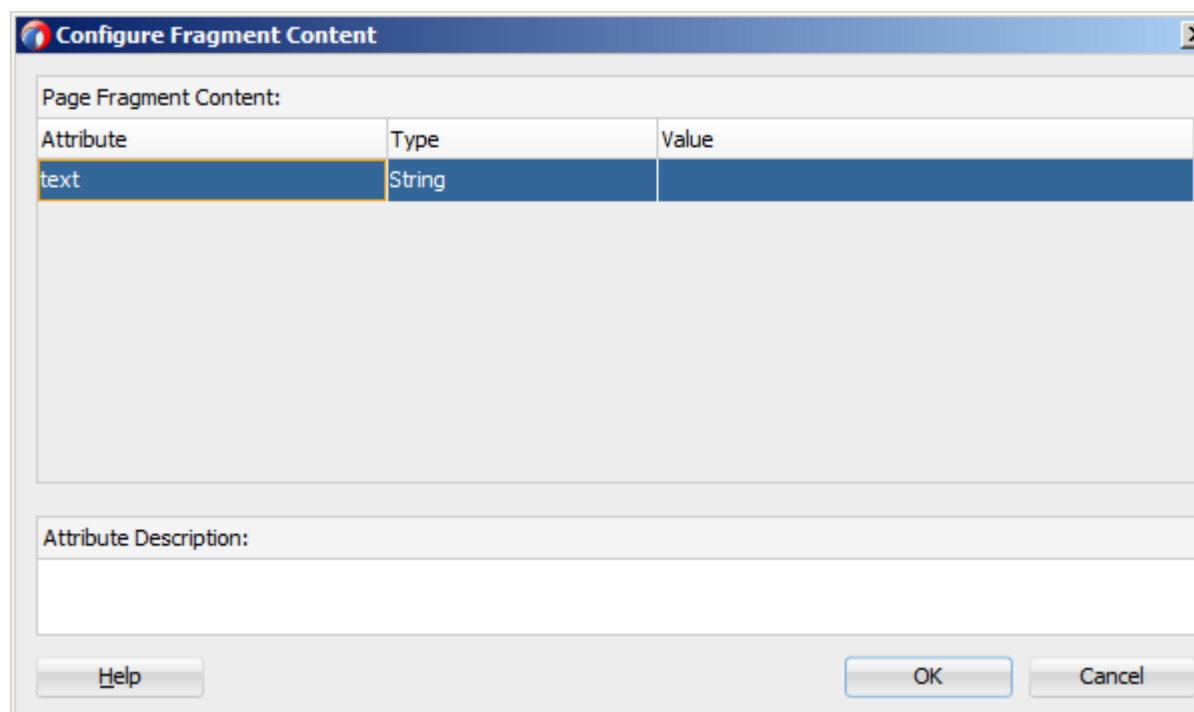 Configure Fragment Content
Page Fragment Content:
Attribute Type Value
text String
Attribute Description:
Help OK Cancel